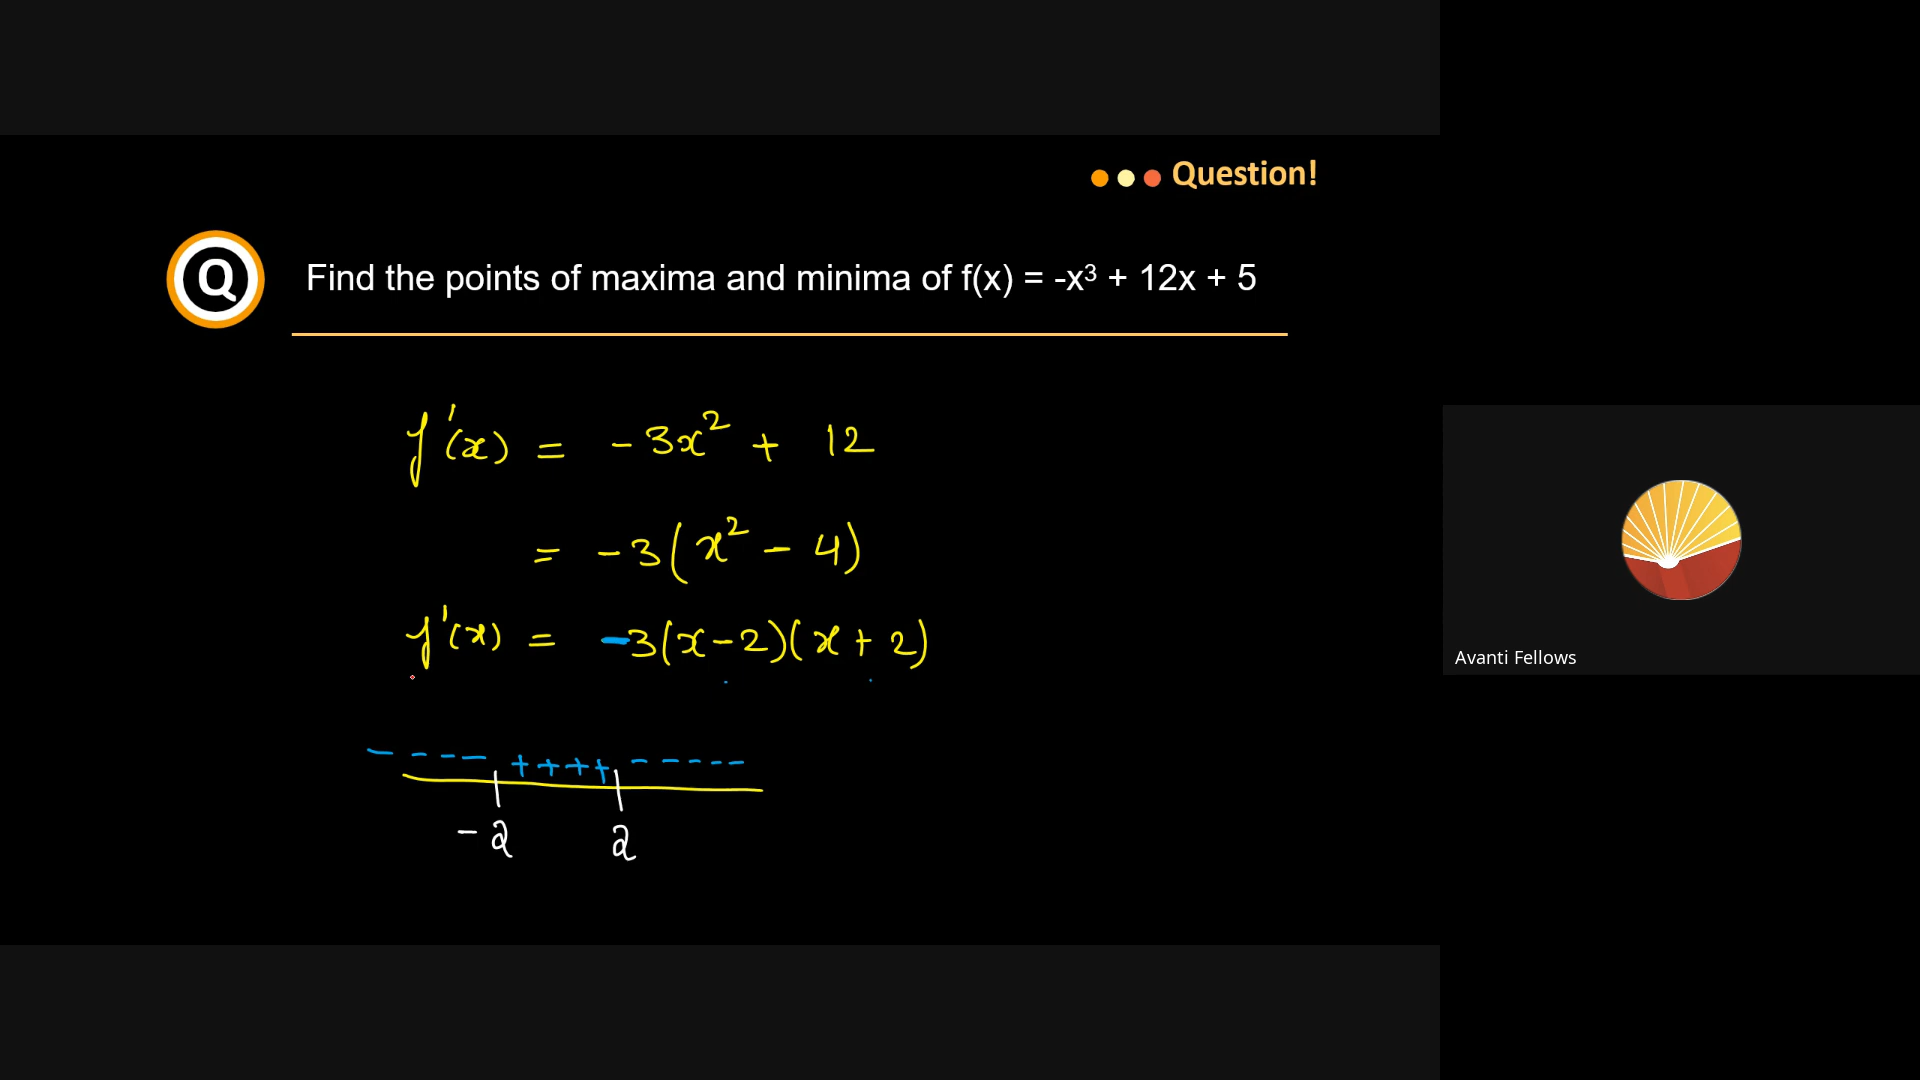 Question!
Q
Find the points of maxima and minima of f(x) = -x³ + 12x + 5
f'(x) = -3x² + 12
= -3(x² - 4)
f'(x) = -3(x-2)(x+2)
- - - - + + + + - - - - -
-2 2
Avanti Fellows